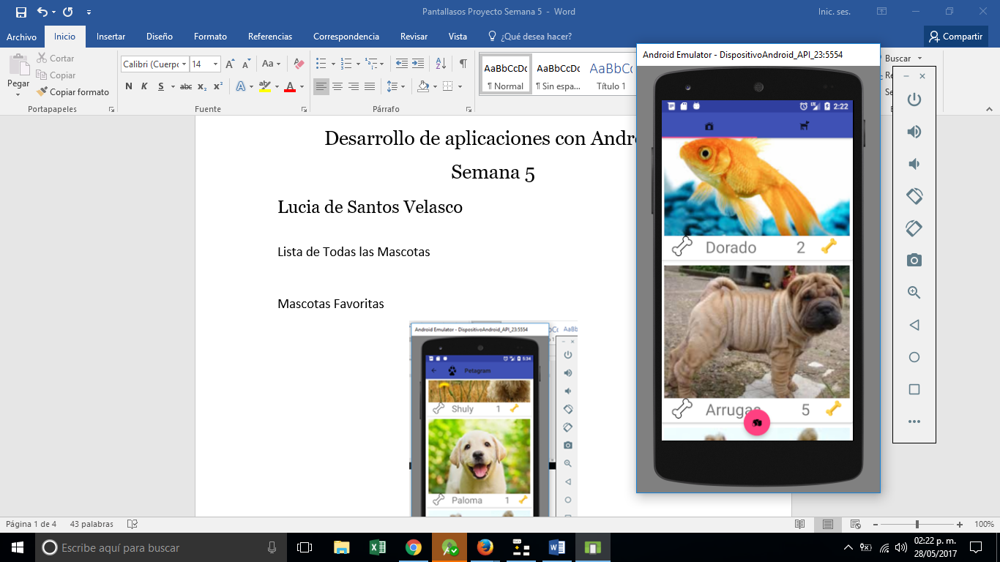 Pantallasos Proyecto Semana 5 - Word
Inic. ses.
Archivo Inicio Insertar Diseño Formato Referencias Correspondencia Revisar Vista ¿Qué desea hacer? Compartir
Pegar
Cortar
Copiar
Copiar formato
Portapapeles
Calibri (Cuerpo 14
N K S abc x₂ x²
Fuente
Párrafo
AaBbCcDc
¶ Normal
AaBbCcDc
¶ Sin espa...
AaBbCc
Título 1
Buscar
Re
Se
Desarrollo de aplicaciones con Andro
Semana 5
Lucia de Santos Velasco
Lista de Todas las Mascotas
Mascotas Favoritas
Android Emulator - DispositivoAndroid_API_23:5554
AaBb
5:34
Petagram
Shuly 1
Paloma 1
Android Emulator - DispositivoAndroid_API_23:5554
2:22
Dorado 2
Arrugas 5
Página 1 de 4 43 palabras
100%
Escribe aquí para buscar
02:22 p. m.
28/05/2017